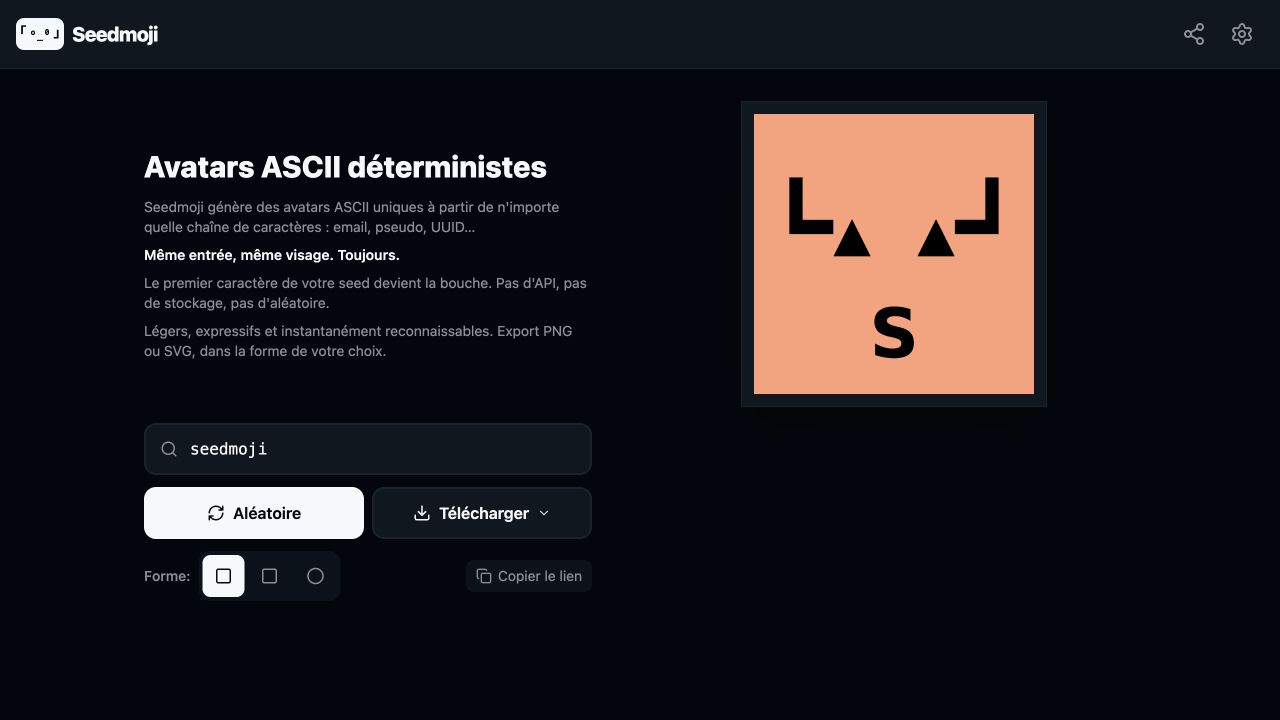 Seedmoji
Avatars ASCII déterministes
Seedmoji génère des avatars ASCII uniques à partir de n'importe
quelle chaîne de caractères : email, pseudo, UUID...
Même entrée, même visage. Toujours.
Le premier caractère de votre seed devient la bouche. Pas d'API, pas
de stockage, pas d'aléatoire.
Légers, expressifs et instantanément reconnaissables. Export PNG
ou SVG, dans la forme de votre choix.
seedmoji
Aléatoire
Télécharger
Forme:
Copier le lien
s